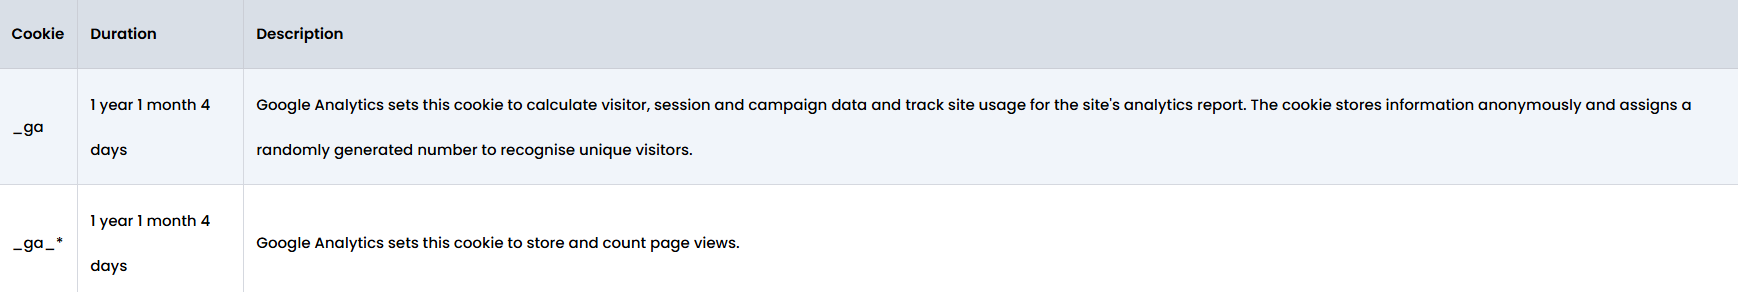 Cookie Duration Description
_ga 1 year 1 month 4 days Google Analytics sets this cookie to calculate visitor, session and campaign data and track site usage for the site's analytics report. The cookie stores information anonymously and assigns a
randomly generated number to recognise unique visitors.
_ga_* 1 year 1 month 4 days Google Analytics sets this cookie to store and count page views.